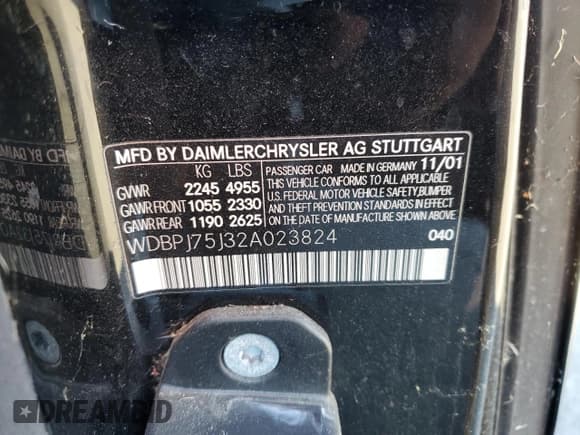 MFD BY DAIMLERCHRYSLER AG STUTTGART
KG LBS
GVWR 2245 4955
GAWR FRONT 1055 2330
GAWR REAR 1190 2625
PASSENGER CAR MADE IN GERMANY 11/01
THIS VEHICLE CONFORMS TO ALL APPLICABLE
U.S. FEDERAL MOTOR VEHICLE SAFETY,BUMPER
AND THEFT PREVENTION STANDARDS IN EFFECT
ON THE DATE OF MANUFACTURE SHOWN ABOVE.
WDBPJ75J32A023824 040
DREAMBID